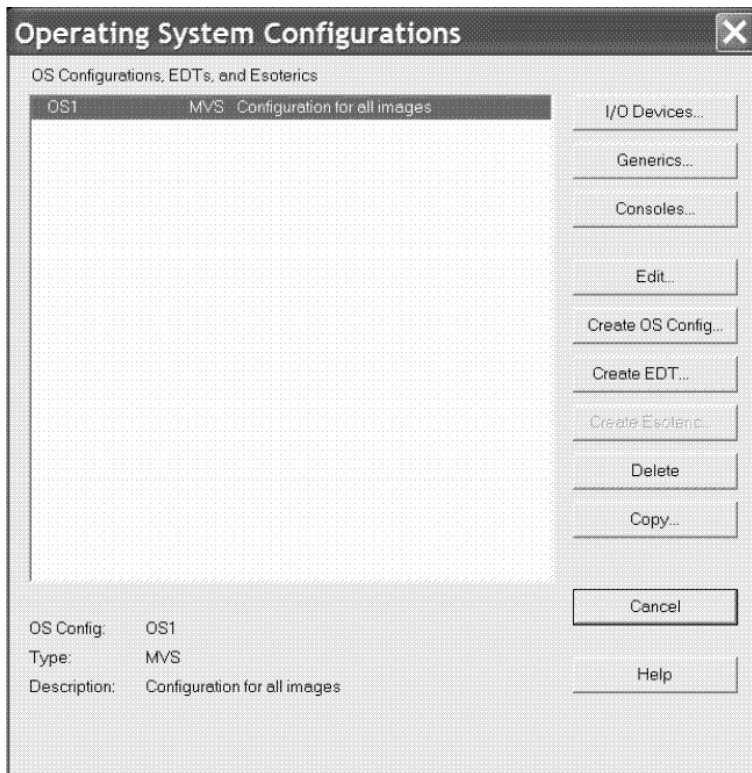 Operating System Configurations
OS Configurations, EDTs, and Esoterics
OS1 MVS Configuration for all images
I/O Devices...
Generics...
Consoles...
Edit...
Create OS Config...
Create EDT...
Create Esoteric...
Delete
Copy...
Cancel
Help
OS Config: OS1
Type: MVS
Description: Configuration for all images